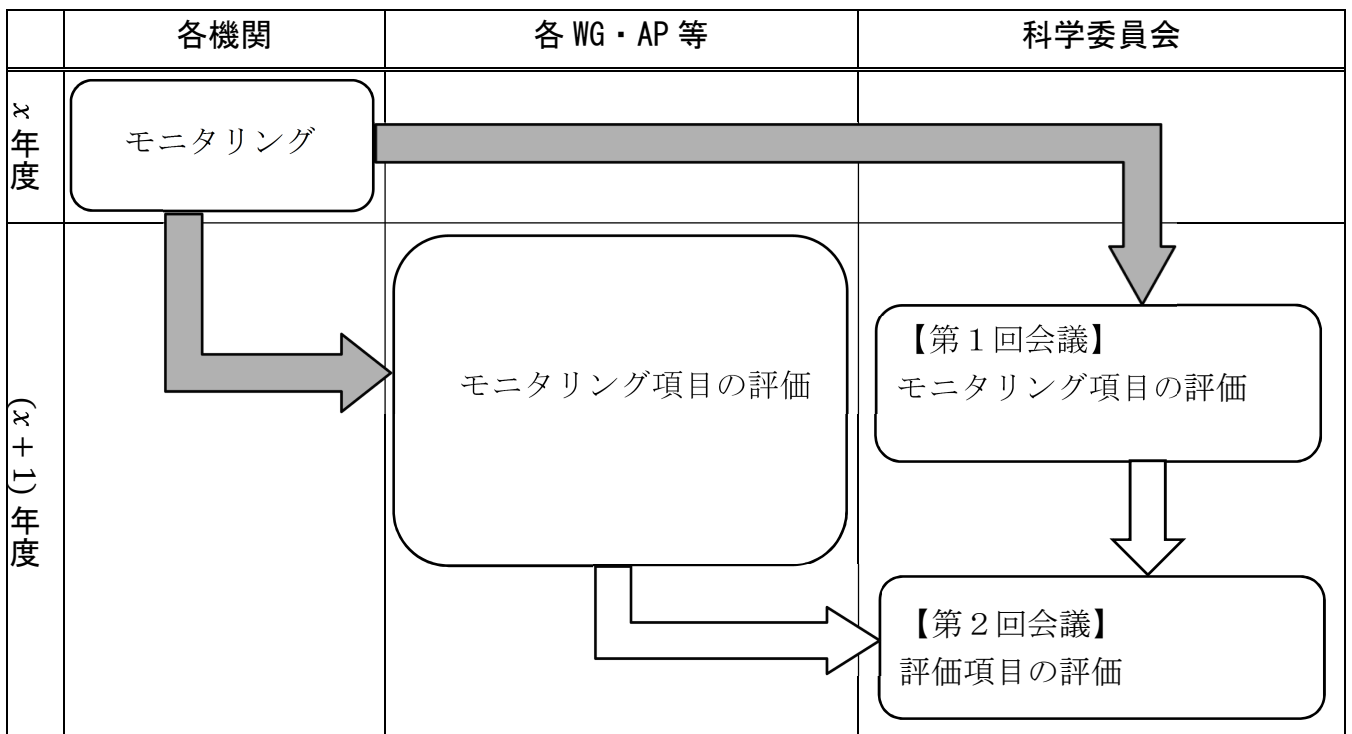 各機関
各 WG・AP 等
科学委員会
x年度
モニタリング
(x+1)年度
モニタリング項目の評価
【第１回会議】
モニタリング項目の評価
【第２回会議】
評価項目の評価